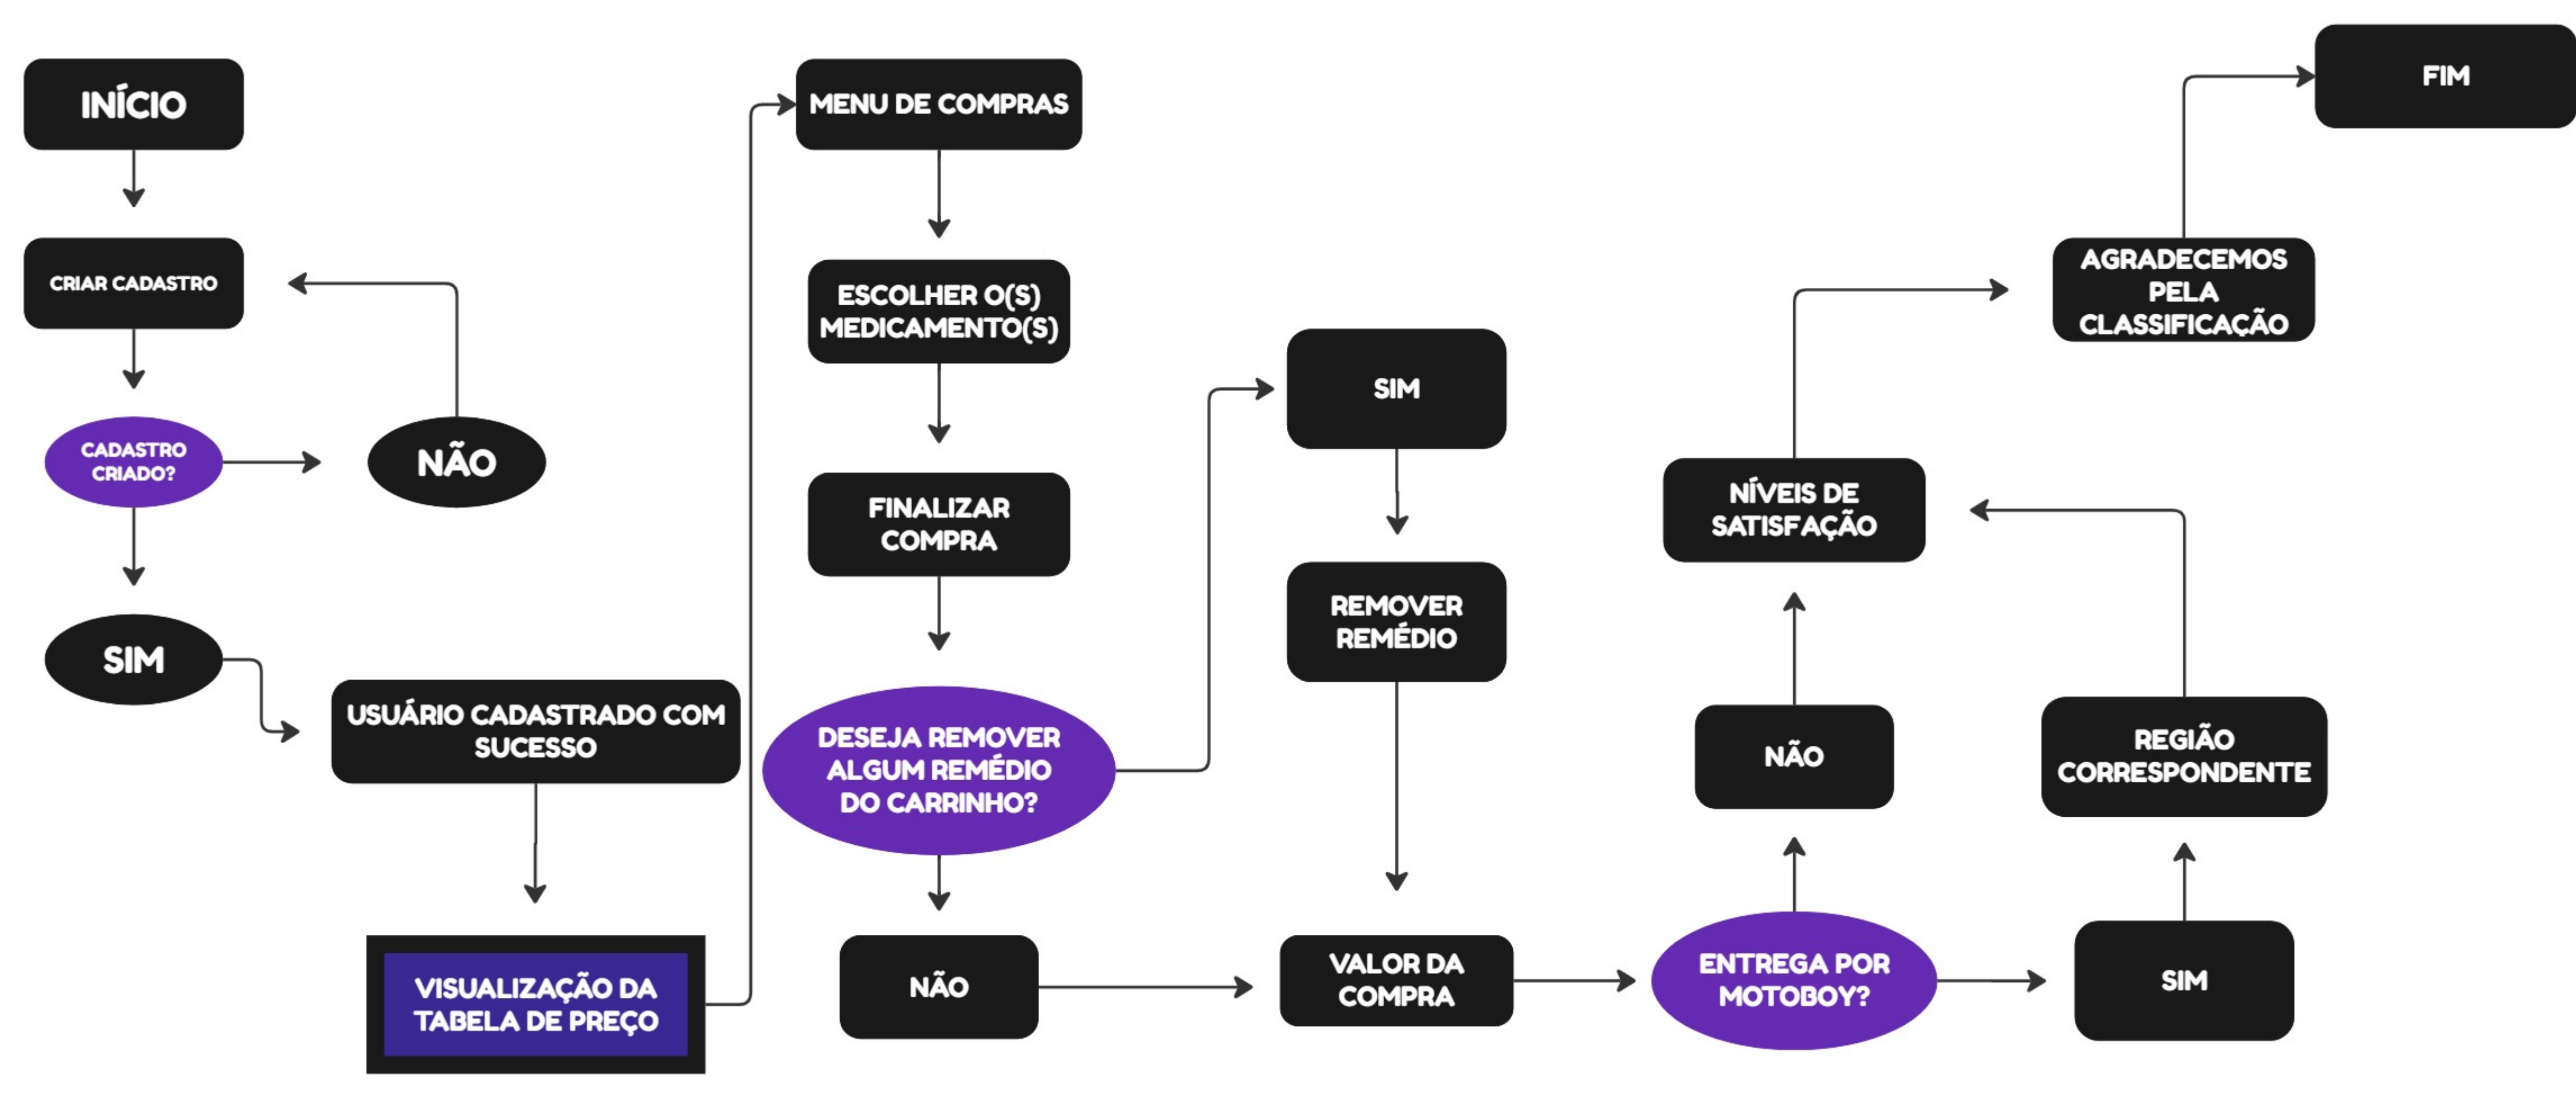 INÍCIO
CRIAR CADASTRO
CADASTRO
CRIADO?
NÃO
SIM
USUÁRIO CADASTRADO COM
SUCESSO
VISUALIZAÇÃO DA
TABELA DE PREÇO
MENU DE COMPRAS
ESCOLHER O(S)
MEDICAMENTO(S)
FINALIZAR
COMPRA
DESEJA REMOVER
ALGUM REMÉDIO
DO CARRINHO?
NÃO
SIM
REMOVER
REMÉDIO
VALOR DA
COMPRA
ENTREGA POR
MOTOBOY?
NÃO
SIM
REGIÃO
CORRESPONDENTE
NÍVEIS DE
SATISFAÇÃO
AGRADECEMOS
PELA
CLASSIFICAÇÃO
FIM